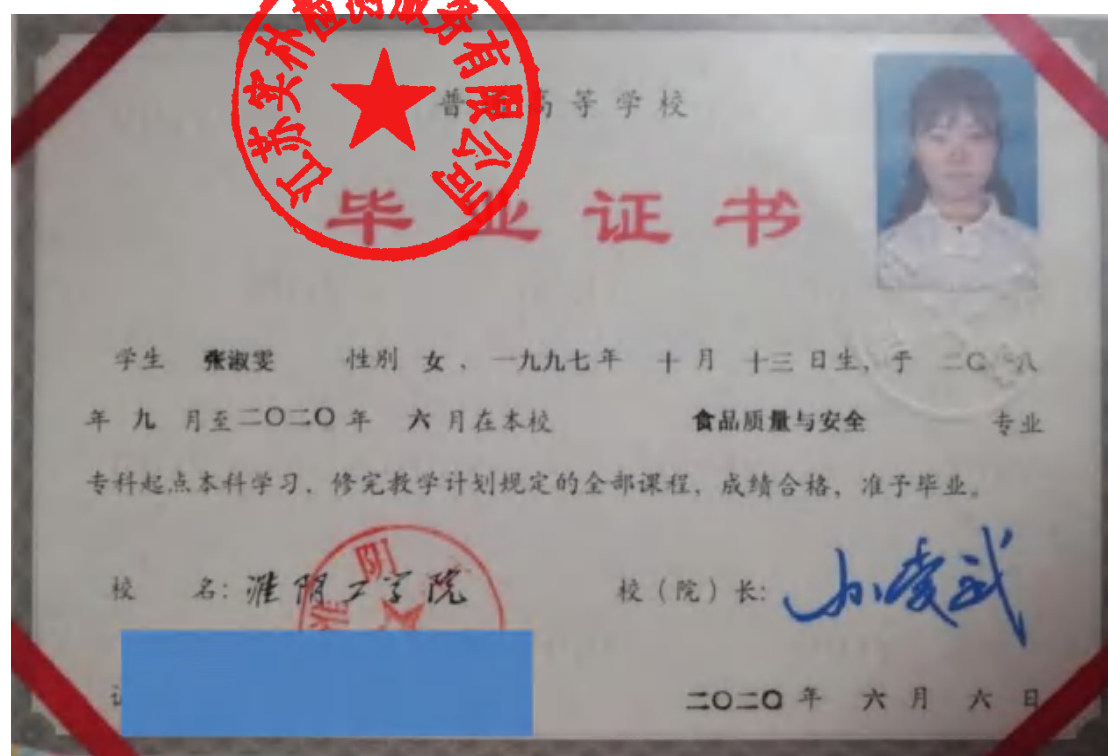 江苏实朴检测服务有限公司
普 高等学校
毕业证书
学生 张淑雯 性别 女 、一九九七年 十月 十三日生,于 二〇 八
年 九 月至二〇二〇年 六月在本校 食品质量与安全 专业
专科起点本科学习,修完教学计划规定的全部课程,成绩合格,准予毕业。
校 名:淮阴工学院
淮阴
校(院)长:
二〇二〇年 六月 六日